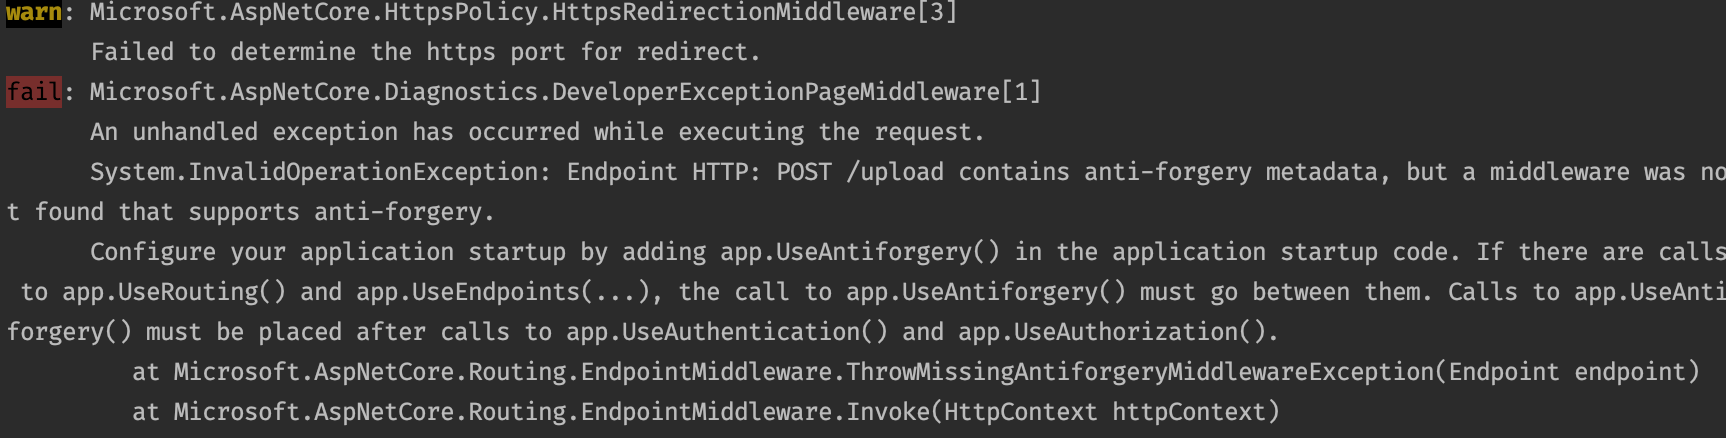 warn: Microsoft.AspNetCore.HttpsPolicy.HttpsRedirectionMiddleware[3]
Failed to determine the https port for redirect.
fail: Microsoft.AspNetCore.Diagnostics.DeveloperExceptionPageMiddleware[1]
An unhandled exception has occurred while executing the request.
System.InvalidOperationException: Endpoint HTTP: POST /upload contains anti-forgery metadata, but a middleware was no
t found that supports anti-forgery.
Configure your application startup by adding app.UseAntiforgery() in the application startup code. If there are calls
to app.UseRouting() and app.UseEndpoints(...), the call to app.UseAntiforgery() must go between them. Calls to app.UseAnti
forgery() must be placed after calls to app.UseAuthentication() and app.UseAuthorization().
at Microsoft.AspNetCore.Routing.EndpointMiddleware.ThrowMissingAntiforgeryMiddlewareException(Endpoint endpoint)
at Microsoft.AspNetCore.Routing.EndpointMiddleware.Invoke(HttpContext httpContext)